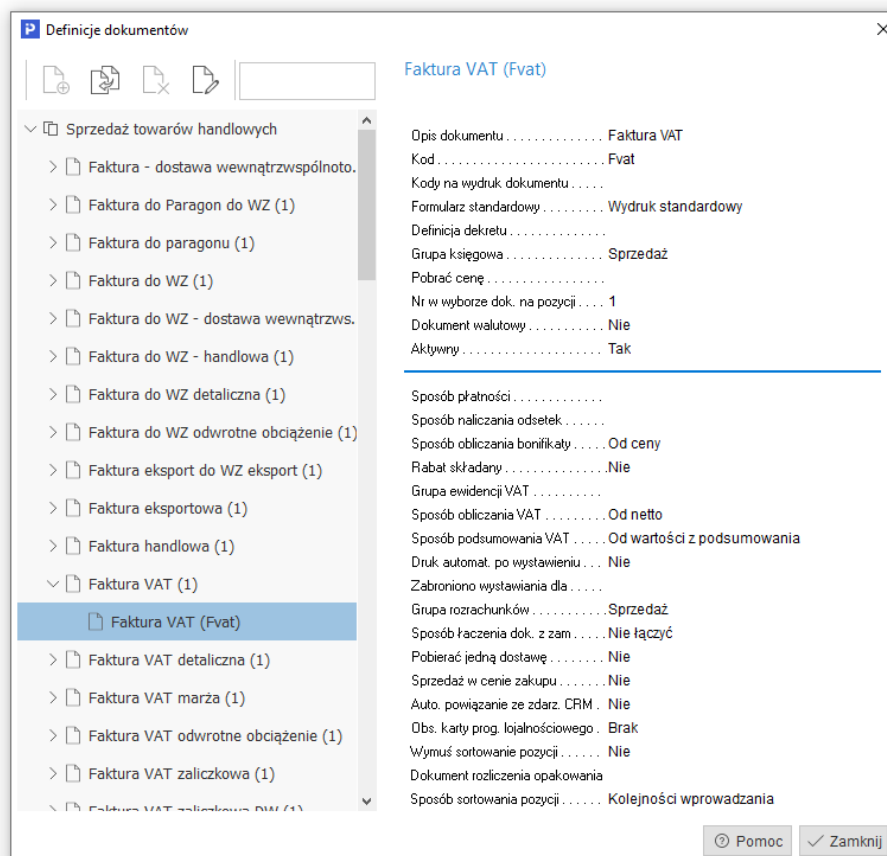 Definicje dokumentów
Sprzedaż towarów handlowych
Faktura - dostawa wewnątrzwspólnoto.
Faktura do Paragon do WZ (1)
Faktura do paragonu (1)
Faktura do WZ (1)
Faktura do WZ - dostawa wewnątrzws.
Faktura do WZ - handlowa (1)
Faktura do WZ detaliczna (1)
Faktura do WZ odwrotne obciążenie (1)
Faktura eksport do WZ eksport (1)
Faktura eksportowa (1)
Faktura handlowa (1)
Faktura VAT (1)
Faktura VAT (Fvat)
Faktura VAT detaliczna (1)
Faktura VAT marża (1)
Faktura VAT odwrotne obciążenie (1)
Faktura VAT zaliczkowa (1)
Faktura VAT zaliczkowa DW (1)
Faktura VAT (Fvat)
Opis dokumentu . . . . . . . . . . . . . . Faktura VAT
Kod . . . . . . . . . . . . . . . . . . . . . . . . Fvat
Kody na wydruk dokumentu . . . . .
Formularz standardowy . . . . . . . . . Wydruk standardowy
Definicja dekretu . . . . . . . . . . . . . .
Grupa księgowa . . . . . . . . . . . . . . Sprzedaż
Pobrać cenę . . . . . . . . . . . . . . . . .
Nr w wyborze dok. na pozycji . . . . 1
Dokument walutowy . . . . . . . . . . . Nie
Aktywny . . . . . . . . . . . . . . . . . . . . Tak
Sposób płatności . . . . . . . . . . . . .
Sposób naliczania odsetek . . . . . .
Sposób obliczania bonifikaty . . . . . Od ceny
Rabat składany . . . . . . . . . . . . . . Nie
Grupa ewidencji VAT . . . . . . . . . .
Sposób obliczania VAT . . . . . . . . . Od netto
Sposób podsumowania VAT . . . . . Od wartości z podsumowania
Druk automat. po wystawieniu . . . Nie
Zabroniono wystawiania dla . . . . .
Grupa rozrachunków . . . . . . . . . . . Sprzedaż
Sposób łaczenia dok. z zam . . . . . Nie łączyć
Pobierać jedną dostawę . . . . . . . . Nie
Sprzedaż w cenie zakupu . . . . . . . Nie
Auto. powiązanie ze zdarz. CRM . Nie
Obs. karty prog. lojalnościowego . Brak
Wymuś sortowanie pozycji . . . . . . Nie
Dokument rozliczenia opakowania
Sposób sortowania pozycji . . . . . . Kolejności wprowadzania
Pomoc
Zamknij